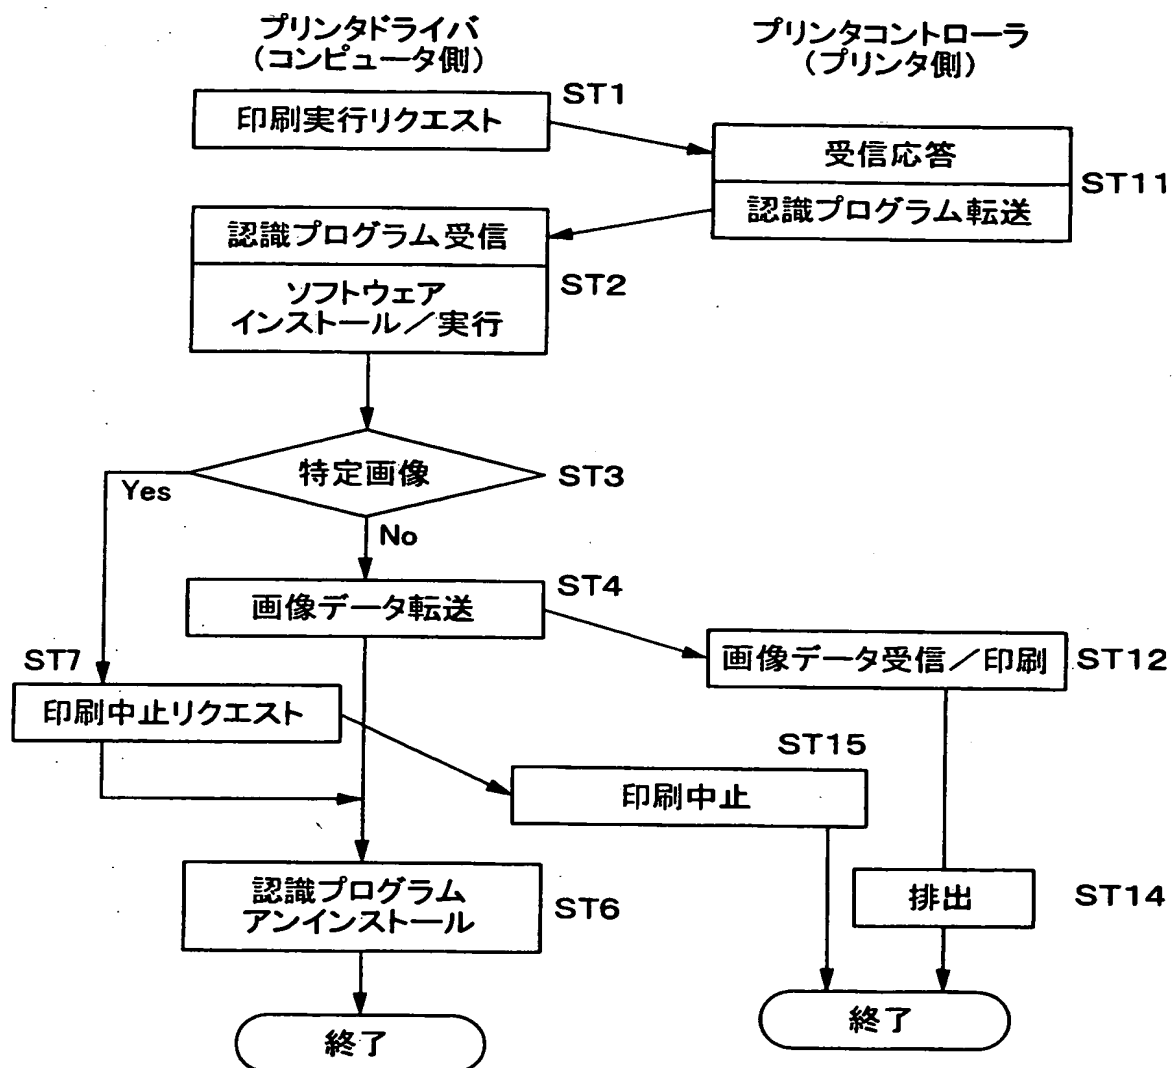 プリンタドライバ
(コンピュータ側)
プリンタコントローラ
(プリンタ側)
ST1
印刷実行リクエスト
受信応答
ST11
認識プログラム転送
認識プログラム受信
ST2
ソフトウェア
インストール/実行
特定画像
ST3
Yes
No
ST4
画像データ転送
画像データ受信/印刷
ST12
ST7
印刷中止リクエスト
ST15
印刷中止
認識プログラム
アンインストール
ST6
排出
ST14
終了
終了